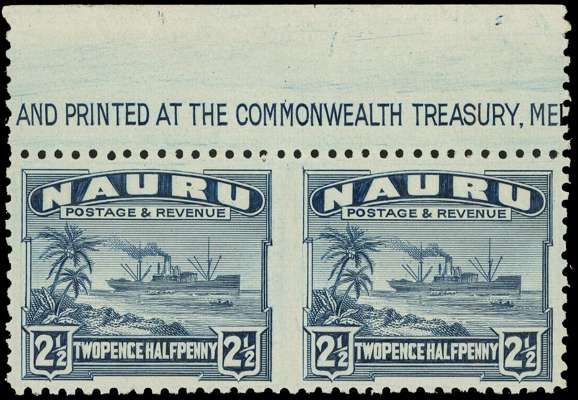 AND PRINTED AT THE COMMONWEALTH TREASURY, MEL
NAURU
POSTAGE & REVENUE
2½ TWOPENCE HALFPENNY 2½
NAURU
POSTAGE & REVENUE
2½ TWOPENCE HALFPENNY 2½